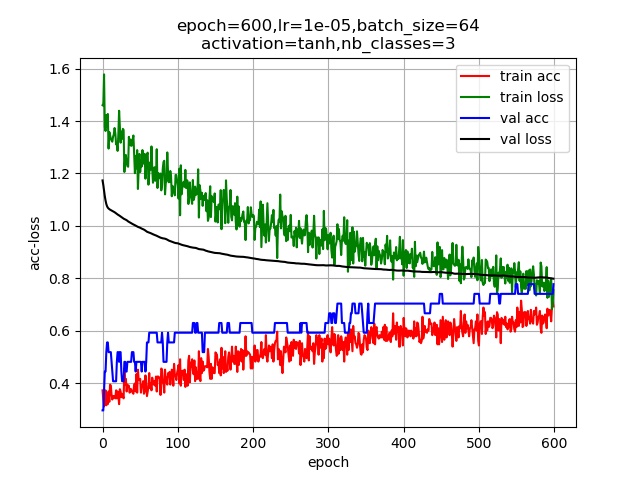 epoch=600,lr=1e-05,batch_size=64
activation=tanh,nb_classes=3
1.6
1.4
1.2
1.0
0.8
0.6
0.4
acc-loss
train acc
train loss
val acc
val loss
0 100 200 300 400 500 600
epoch